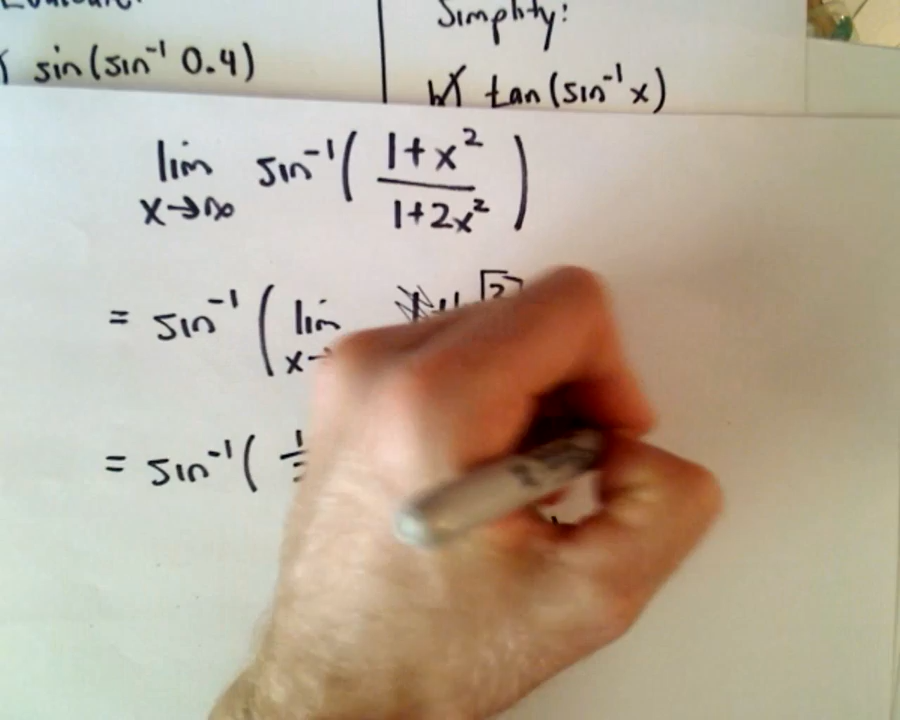 Simplify:
sin(sin⁻¹ 0.4)
tan(sin⁻¹x)
lim x→∞ sin⁻¹( (1+x²)/(1+2x²) )
= sin⁻¹( lim x→
= sin⁻¹( 1